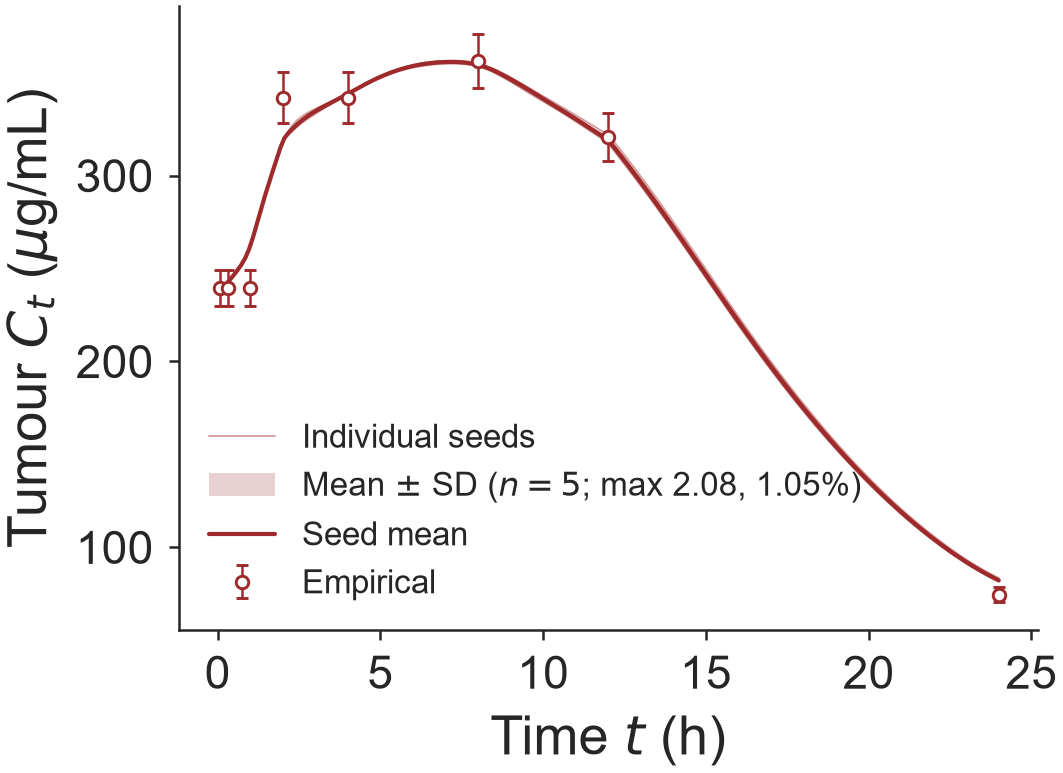 Tumour Cₜ (μg/mL)
300
200
100
Individual seeds
Mean ± SD (n = 5; max 2.08, 1.05%)
Seed mean
Empirical
0 5 10 15 20 25
Time t (h)